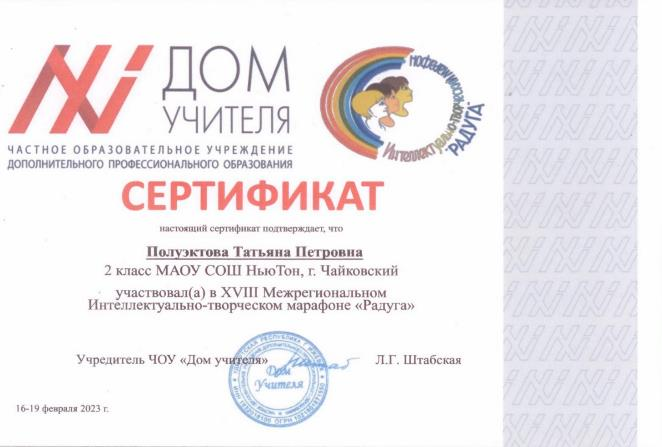 ДОМ
УЧИТЕЛЯ
ЧАСТНОЕ ОБРАЗОВАТЕЛЬНОЕ УЧРЕЖДЕНИЕ
ДОПОЛНИТЕЛЬНОГО ПРОФЕССИОНАЛЬНОГО ОБРАЗОВАНИЯ
Интеллектуально-творческий марафон
"РАДУГА"
СЕРТИФИКАТ
настоящий сертификат подтверждает, что
Полуэктова Татьяна Петровна
2 класс МАОУ СОШ НьюТон, г. Чайковский
участвовал(а) в XVIII Межрегиональном
Интеллектуально-творческом марафоне «Радуга»
Учредитель ЧОУ «Дом учителя» Л.Г. Штабская
Дом
Учителя
16-19 февраля 2023 г.